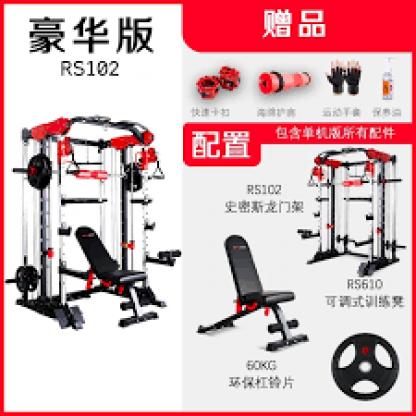 豪华版
RS102
赠品
快速卡扣
海绵护肩
运动手套
保养油
配置
包含单机版所有配件
RS102
史密斯龙门架
RS610
可调式训练凳
60KG
环保杠铃片